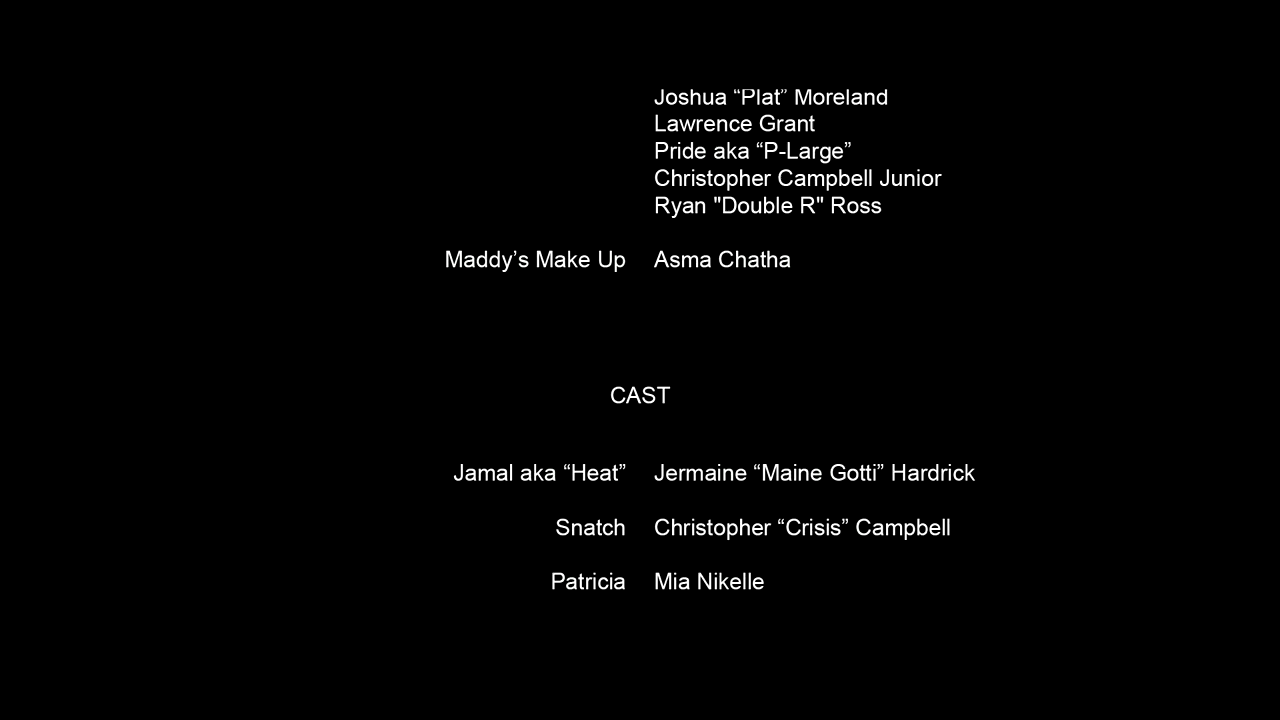 Joshua “Plat” Moreland
Lawrence Grant
Pride aka “P-Large”
Christopher Campbell Junior
Ryan "Double R" Ross
Maddy’s Make Up Asma Chatha
CAST
Jamal aka “Heat” Jermaine “Maine Gotti” Hardrick
Snatch Christopher “Crisis” Campbell
Patricia Mia Nikelle